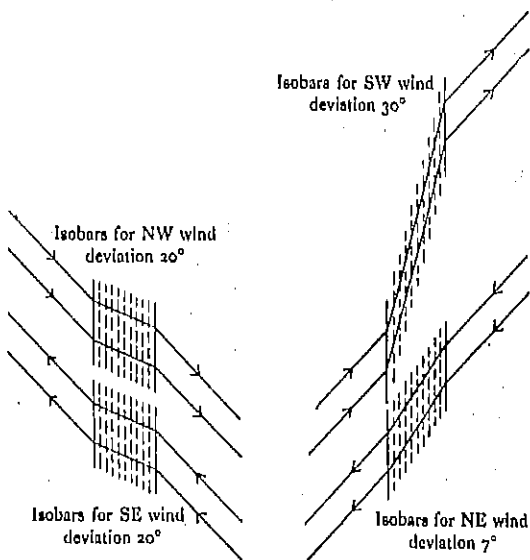 Isobars for SW wind
deviation 30°
Isobars for NW wind
deviation 20°
Isobars for SE wind
deviation 20°
Isobars for NE wind
deviation 7°